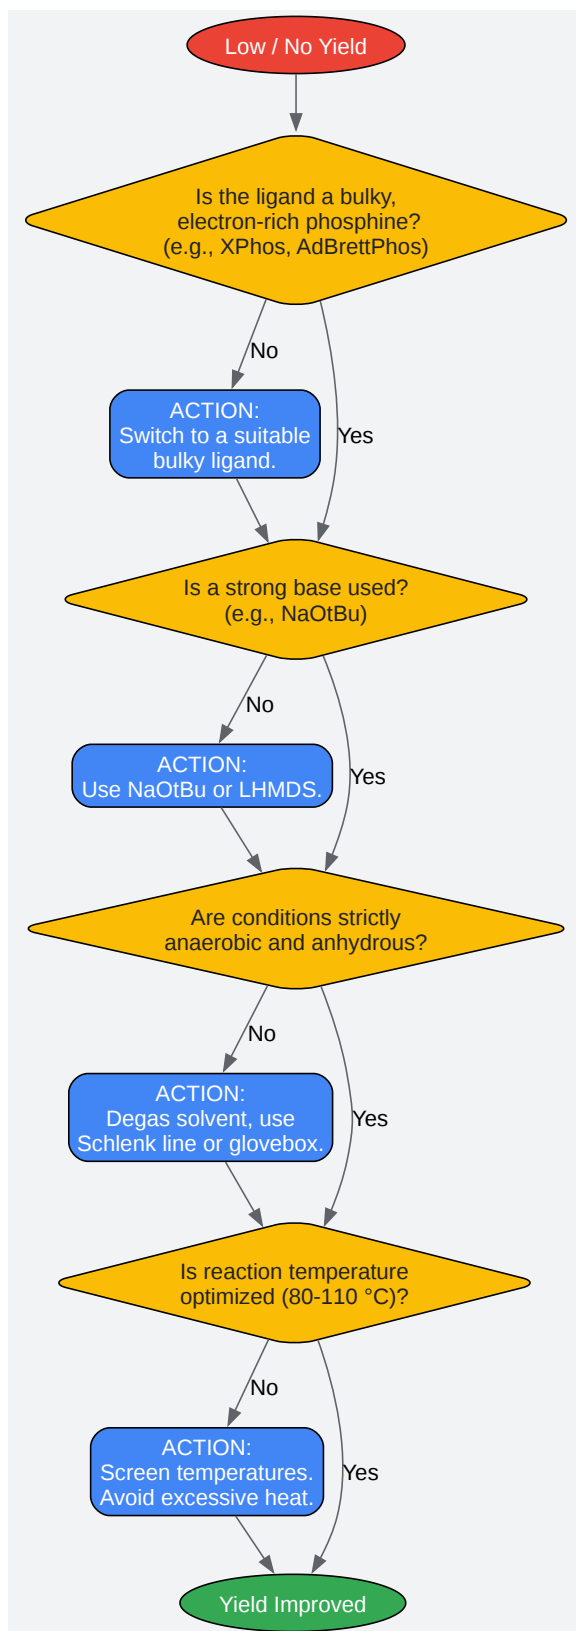 Low / No Yield
Is the ligand a bulky,
electron-rich phosphine?
(e.g., XPhos, AdBrettPhos)
No
ACTION:
Switch to a suitable
bulky ligand.
Yes
Is a strong base used?
(e.g., NaOtBu)
No
ACTION:
Use NaOtBu or LHMDS.
Yes
Are conditions strictly
anaerobic and anhydrous?
No
ACTION:
Degas solvent, use
Schlenk line or glovebox.
Yes
Is reaction temperature
optimized (80-110 °C)?
No
ACTION:
Screen temperatures.
Avoid excessive heat.
Yes
Yield Improved